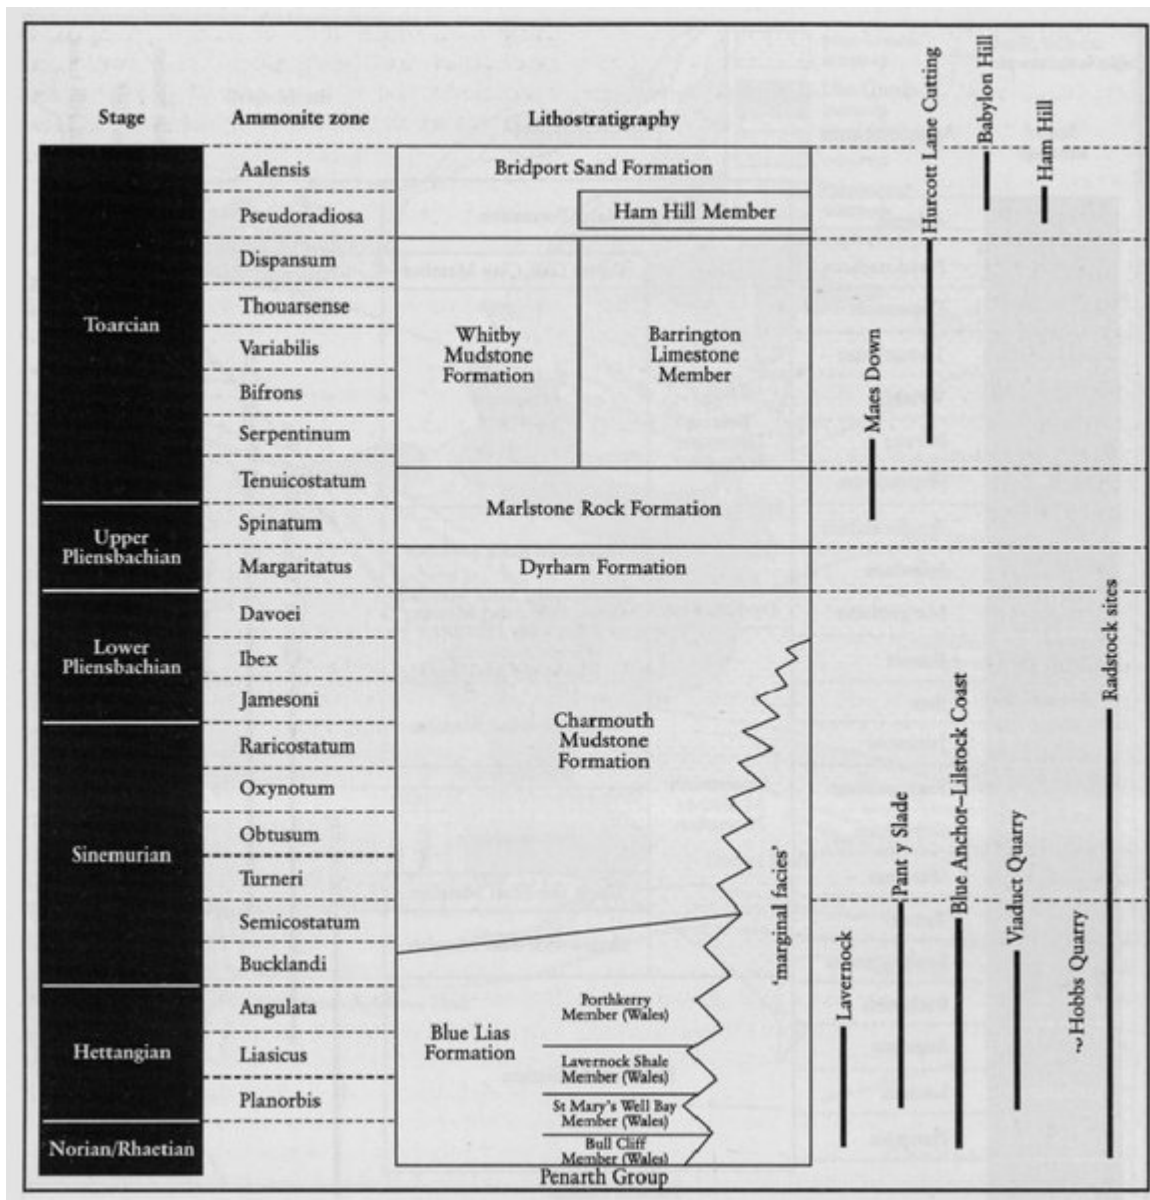 Stage
Ammonite zone
Lithostratigraphy
Toarcian
Upper
Pliensbachian
Lower
Pliensbachian
Sinemurian
Hettangian
Norian/Rhaetian
Aalensis
Pseudoradiosa
Dispansum
Thouarsense
Variabilis
Bifrons
Serpentinum
Tenuicostatum
Spinatum
Margaritatus
Davoei
Ibex
Jamesoni
Raricostatum
Oxynotum
Obtusum
Turneri
Semicostatum
Bucklandi
Angulata
Liasicus
Planorbis
Bridport Sand Formation
Ham Hill Member
Whitby
Mudstone
Formation
Barrington
Limestone
Member
Marlstone Rock Formation
Dyrham Formation
Charmouth
Mudstone
Formation
Blue Lias
Formation
Porthkerry
Member (Wales)
Lavernock Shale
Member (Wales)
St Mary's Well Bay
Member (Wales)
Bull Cliff
Member (Wales)
Penarth Group
'marginal facies'
Lavernock
Maes Down
Pant y Slade
Hurcott Lane Cutting
Blue Anchor–Lilstock Coast
Babylon Hill
Viaduct Quarry
Ham Hill
~Hobbs Quarry
Radstock sites